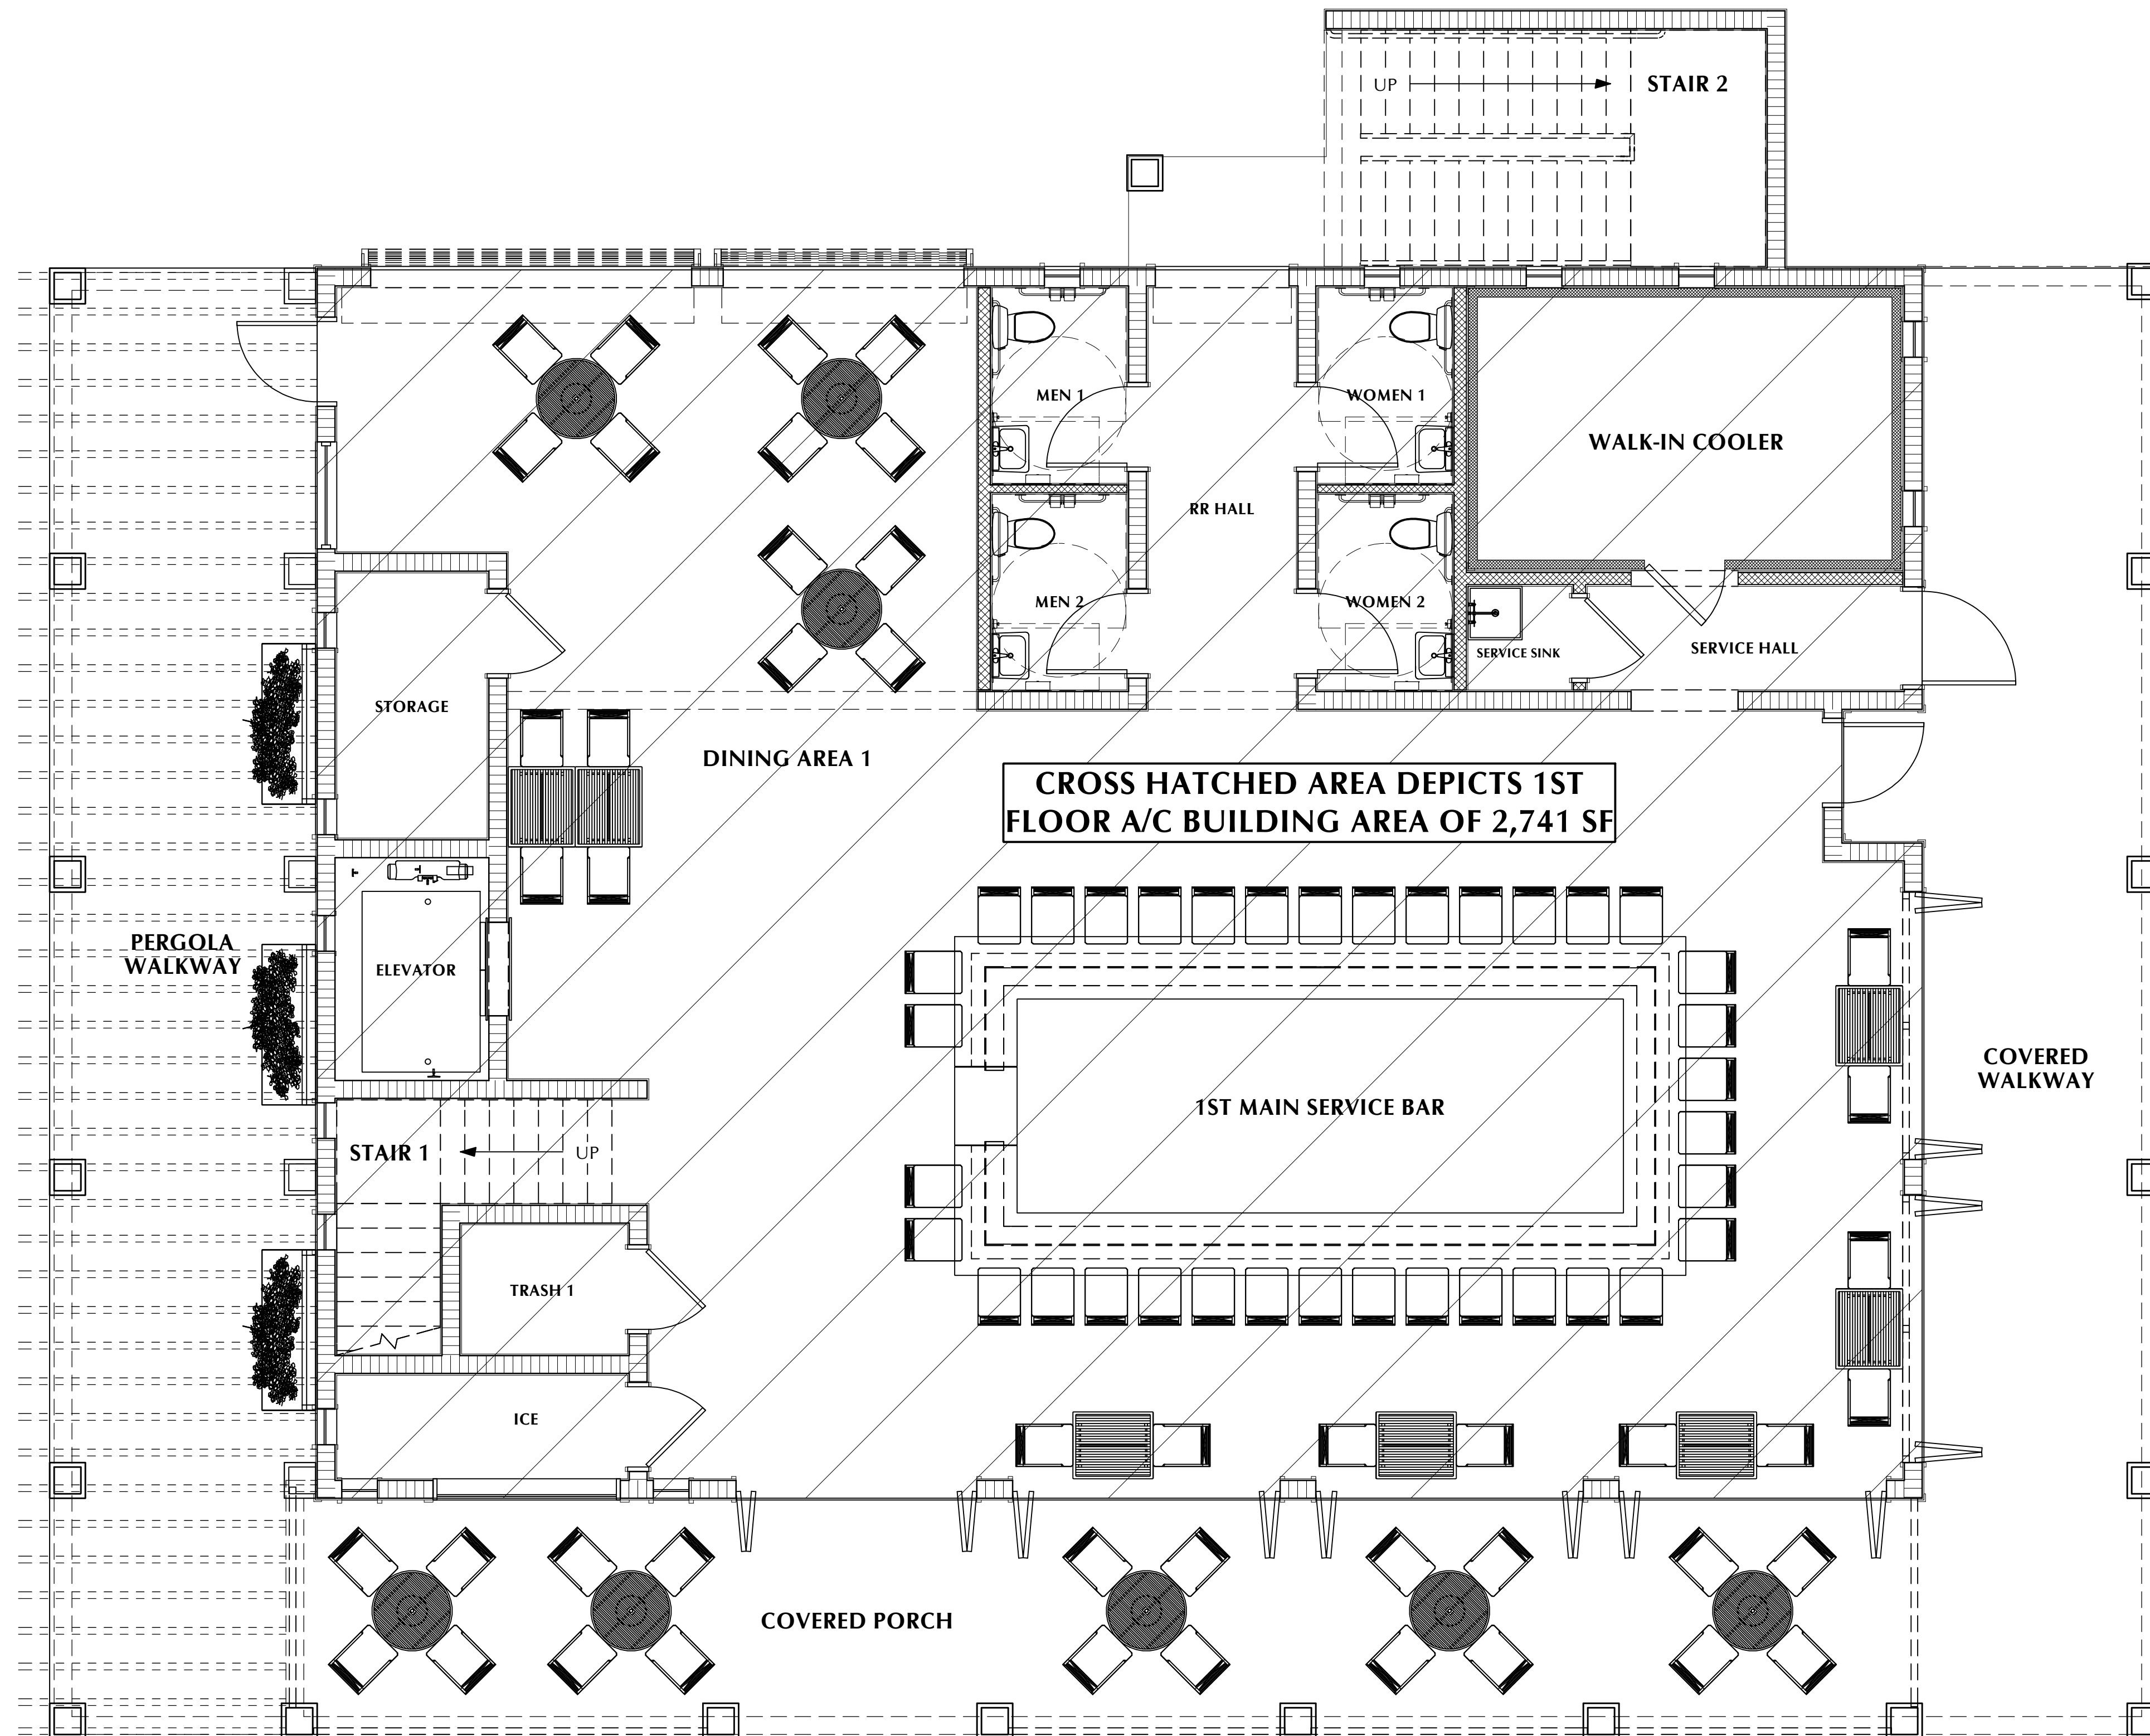 UP
STAIR 2
MEN 1
WOMEN 1
WALK-IN COOLER
RR HALL
MEN 2
WOMEN 2
SERVICE SINK
SERVICE HALL
STORAGE
DINING AREA 1
CROSS HATCHED AREA DEPICTS 1ST
FLOOR A/C BUILDING AREA OF 2,741 SF
PERGOLA
WALKWAY
ELEVATOR
COVERED
WALKWAY
1ST MAIN SERVICE BAR
STAIR 1
UP
TRASH 1
ICE
COVERED PORCH